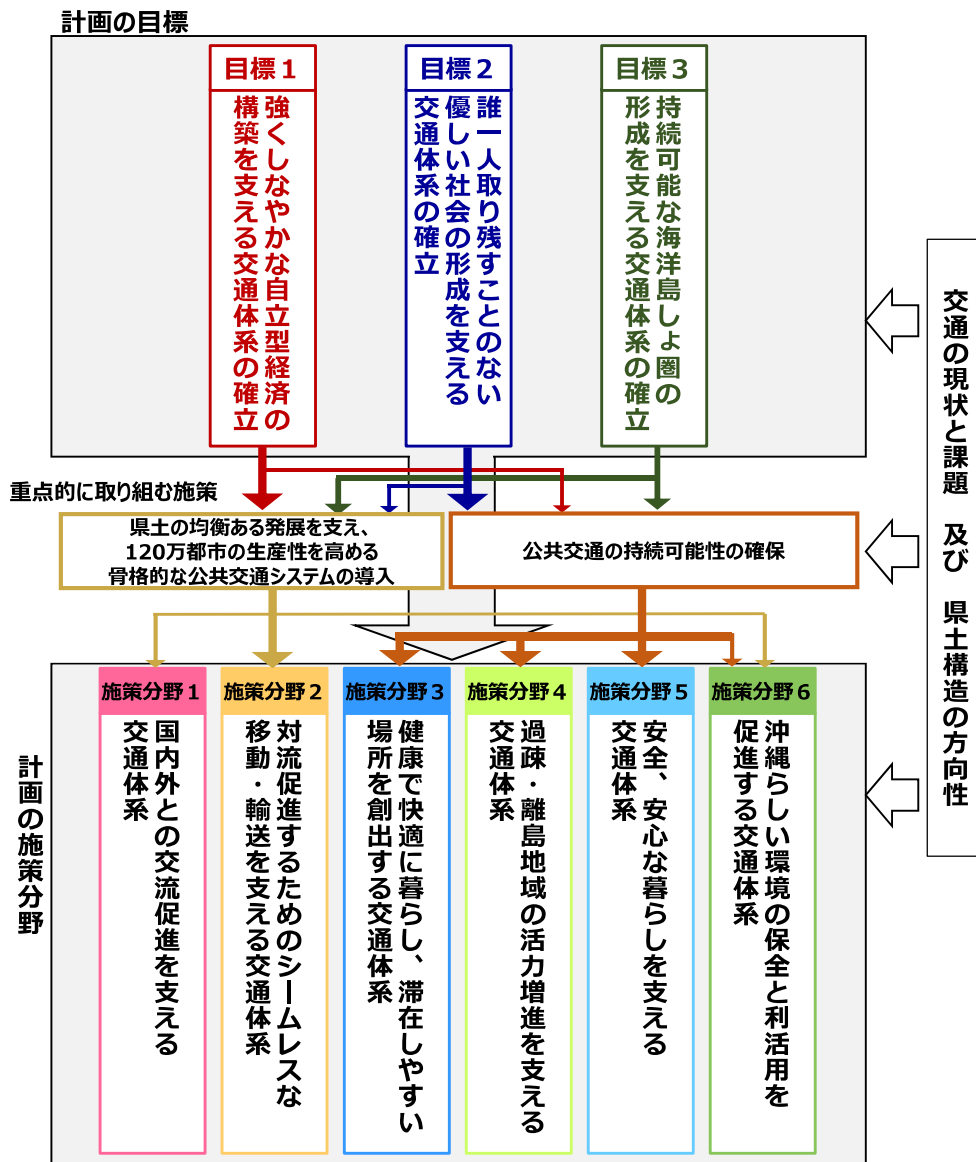 計画の目標
目標1
強くしなやかな自立型経済の
構築を支える交通体系の確立
目標2
誰一人取り残すことのない
優しい社会の形成を支える
交通体系の確立
目標3
持続可能な海洋島しょ圏の
形成を支える交通体系の確立
交通の現状と課題 及び 県土構造の方向性
重点的に取り組む施策
県土の均衡ある発展を支え、
120万都市の生産性を高める
骨格的な公共交通システムの導入
公共交通の持続可能性の確保
計画の施策分野
施策分野1
国内外との交流促進を支える
交通体系
施策分野2
対流促進するためのシームレスな
移動・輸送を支える交通体系
施策分野3
健康で快適に暮らし、滞在しやすい
場所を創出する交通体系
施策分野4
過疎・離島地域の活力増進を支える
交通体系
施策分野5
安全、安心な暮らしを支える
交通体系
施策分野6
沖縄らしい環境の保全と利活用を
促進する交通体系